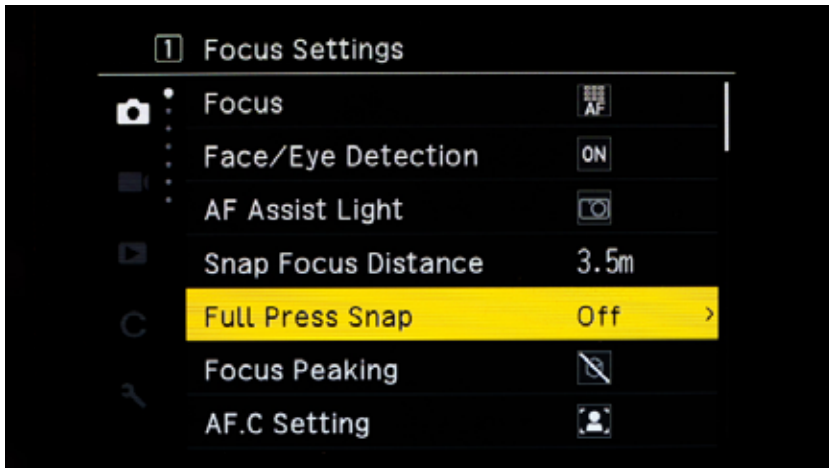 1 Focus Settings
Focus AF
Face/Eye Detection ON
AF Assist Light
Snap Focus Distance 3.5m
Full Press Snap Off >
Focus Peaking
AF.C Setting
C